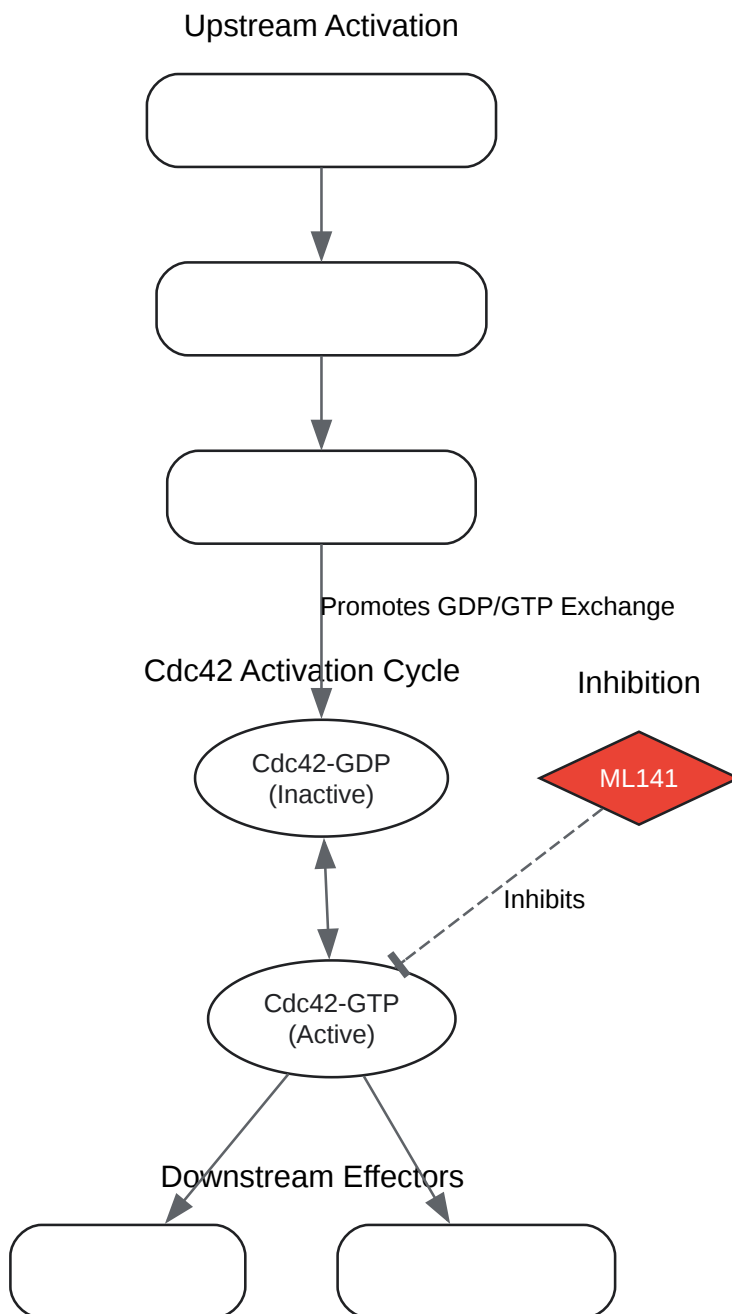 Upstream Activation
Promotes GDP/GTP Exchange
Cdc42 Activation Cycle
Inhibition
Cdc42-GDP
(Inactive)
ML141
Inhibits
Cdc42-GTP
(Active)
Downstream Effectors